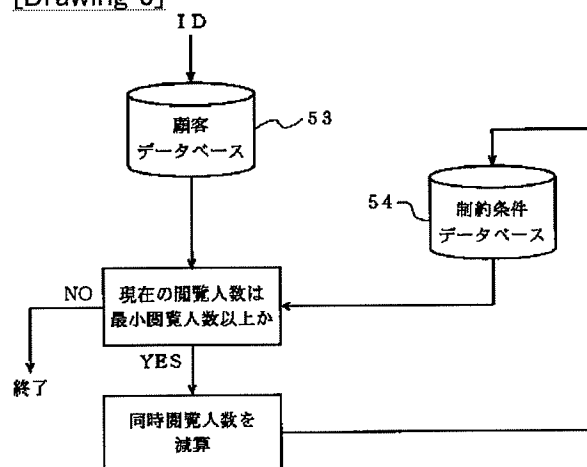 [Drawing 6]
ID
顧客
データベース
53
54
制約条件
データベース
NO
現在の閲覧人数は
最小閲覧人数以上か
YES
終了
同時閲覧人数を
減算